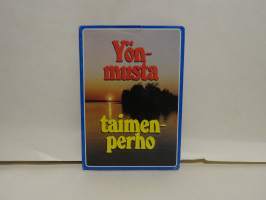 Yön-
musta
taimen-
perho